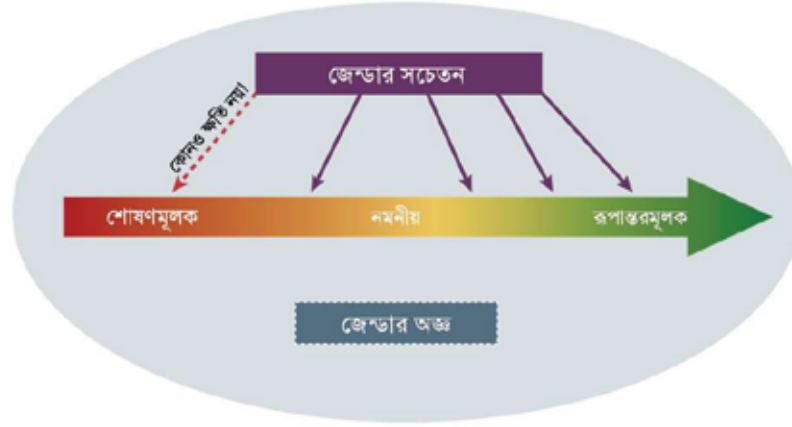 জেন্ডার সচেতন
কোনও ক্ষতি নয়!
শোষণমূলক
নমনীয়
রূপান্তরমূলক
জেন্ডার অজ্ঞ